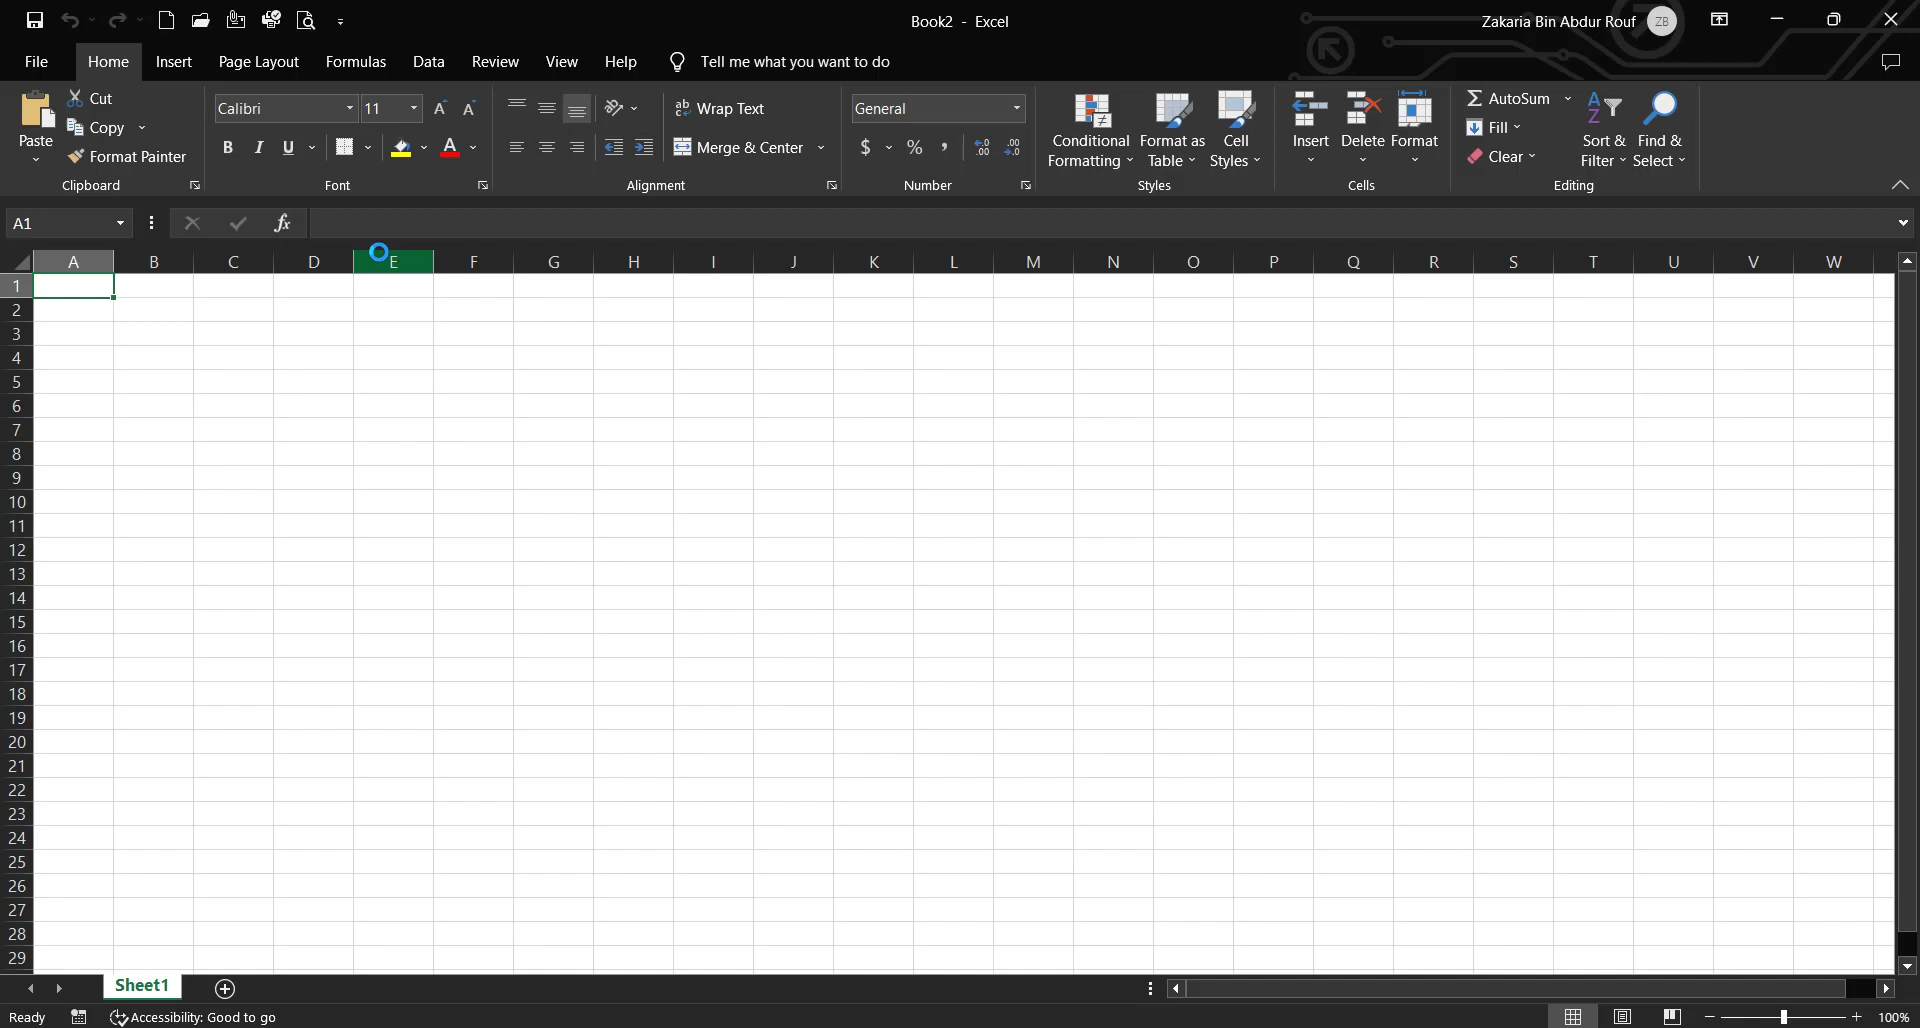 Book2 - Excel
Zakaria Bin Abdur Rouf ZB
File Home Insert Page Layout Formulas Data Review View Help Tell me what you want to do
Paste
Cut
Copy
Format Painter
Clipboard
Calibri 11
B I U A
Font
ab Wrap Text
Merge & Center
Alignment
General
$ % ,
Number
Conditional Formatting
Format as Table
Cell Styles
Styles
Insert Delete Format
Cells
AutoSum
Fill
Clear
Sort & Filter
Find & Select
Editing
A1 fx
A B C D E F G H I J K L M N O P Q R S T U V W
1
2
3
4
5
6
7
8
9
10
11
12
13
14
15
16
17
18
19
20
21
22
23
24
25
26
27
28
29
Sheet1
Ready Accessibility: Good to go 100%